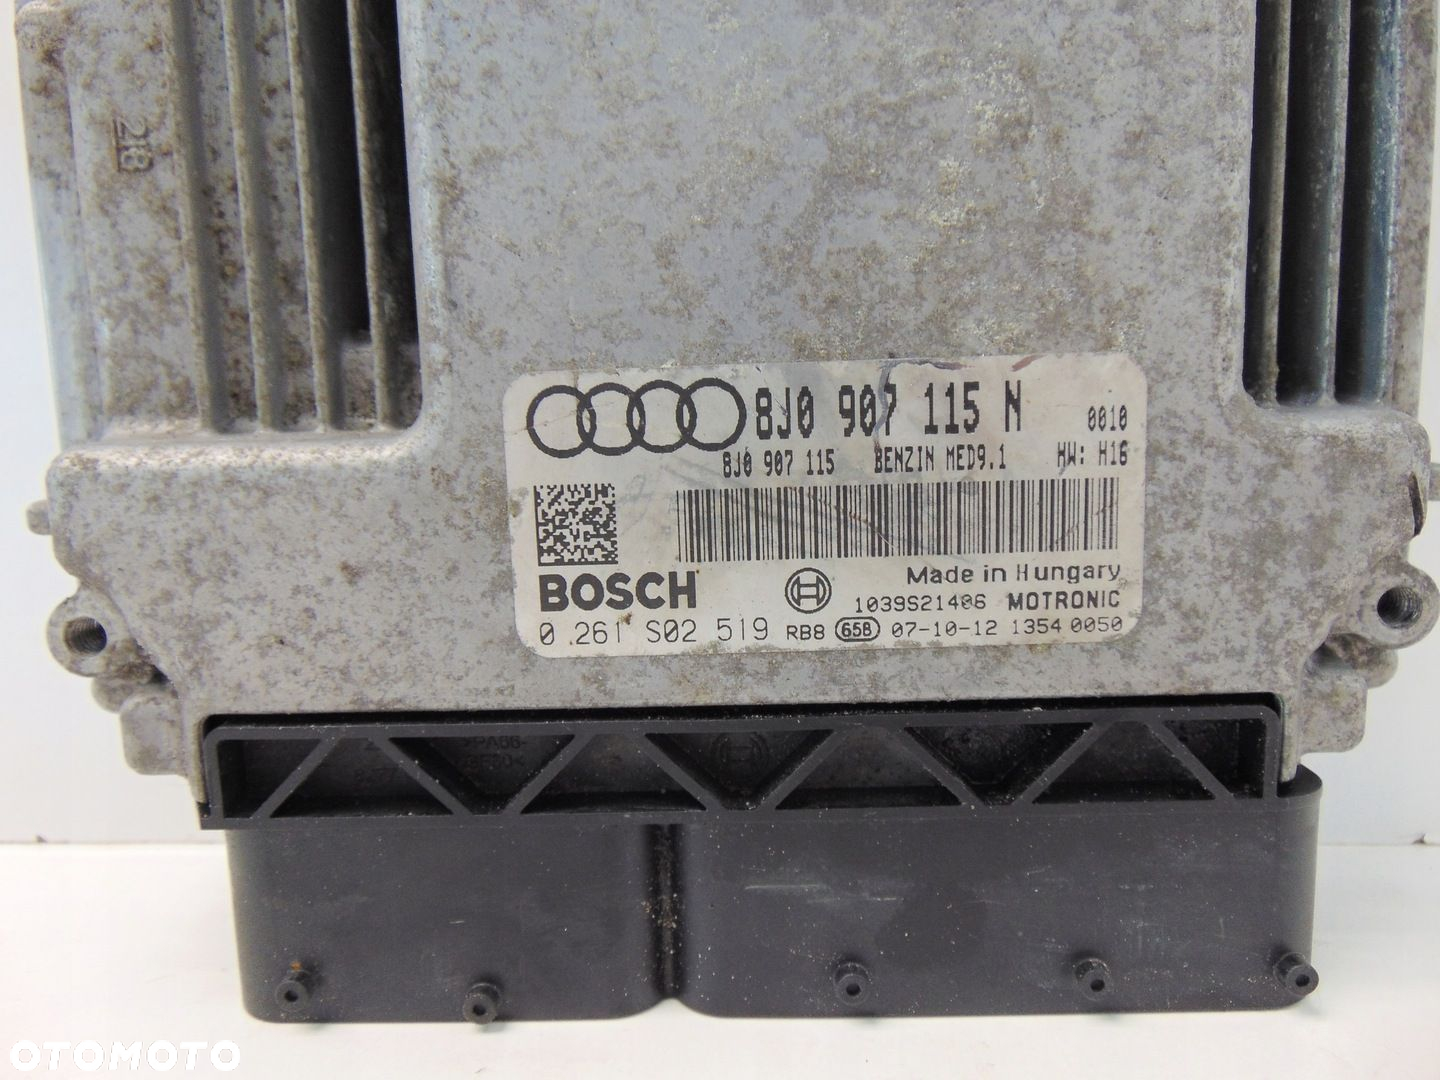 218
8J0 907 115 N 0010
8J0 907 115 BENZIN MED9.1 HW: H16
BOSCH
Made in Hungary
1039S21406 MOTRONIC
0 261 S02 519 RB8 65B 07-10-12 1354 0050
OTOMOTO